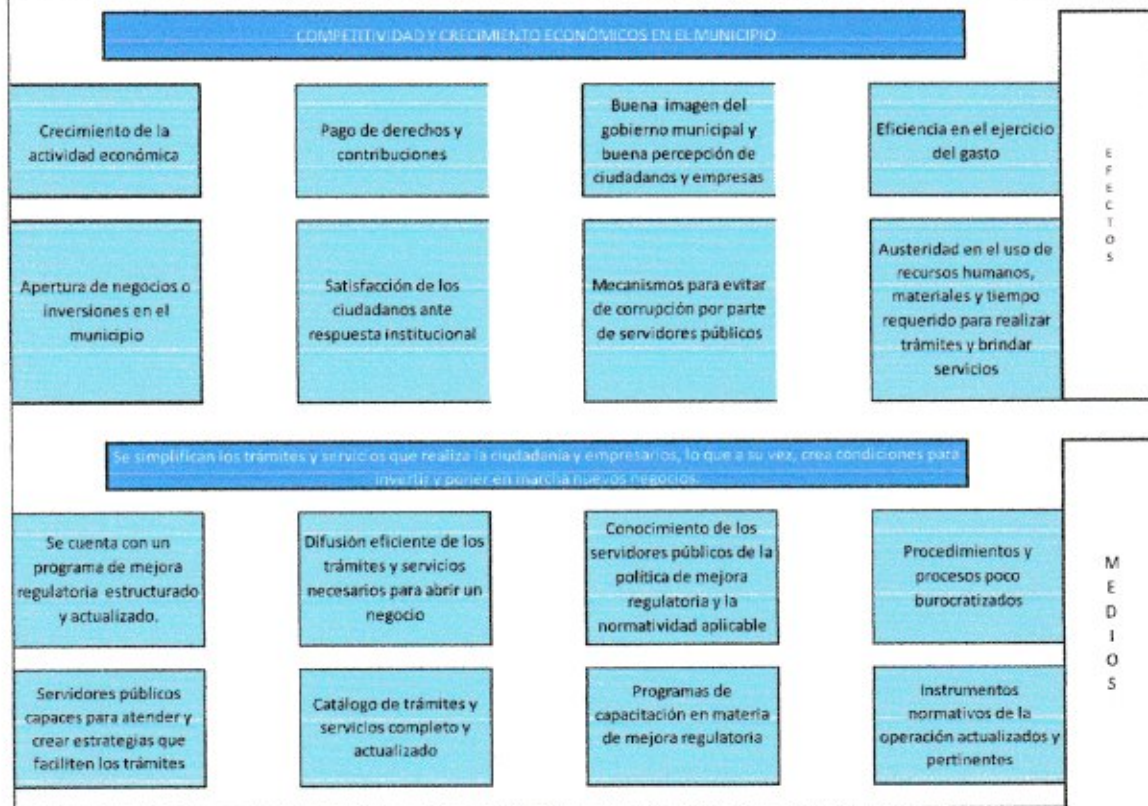 COMPETITIVIDAD Y CRECIMIENTO ECONÓMICOS EN EL MUNICIPIO
Crecimiento de la
actividad económica
Pago de derechos y
contribuciones
Buena imagen del
gobierno municipal y
buena percepción de
ciudadanos y empresas
Eficiencia en el ejercicio
del gasto
Apertura de negocios o
inversiones en el
municipio
Satisfacción de los
ciudadanos ante
respuesta institucional
Mecanismos para evitar
de corrupción por parte
de servidores públicos
Austeridad en el uso de
recursos humanos,
materiales y tiempo
requerido para realizar
trámites y brindar
servicios
EFECTOS
Se simplifican los trámites y servicios que realiza la ciudadanía y empresarios, lo que a su vez, crea condiciones para
invertir y poner en marcha nuevos negocios.
Se cuenta con un
programa de mejora
regulatoria estructurado
y actualizado.
Difusión eficiente de los
trámites y servicios
necesarios para abrir un
negocio
Conocimiento de los
servidores públicos de la
política de mejora
regulatoria y la
normatividad aplicable
Procedimientos y
procesos poco
burocratizados
Servidores públicos
capaces para atender y
crear estrategias que
faciliten los trámites
Catálogo de trámites y
servicios completo y
actualizado
Programas de
capacitación en materia
de mejora regulatoria
Instrumentos
normativos de la
operación actualizados y
pertinentes
MEDIOS